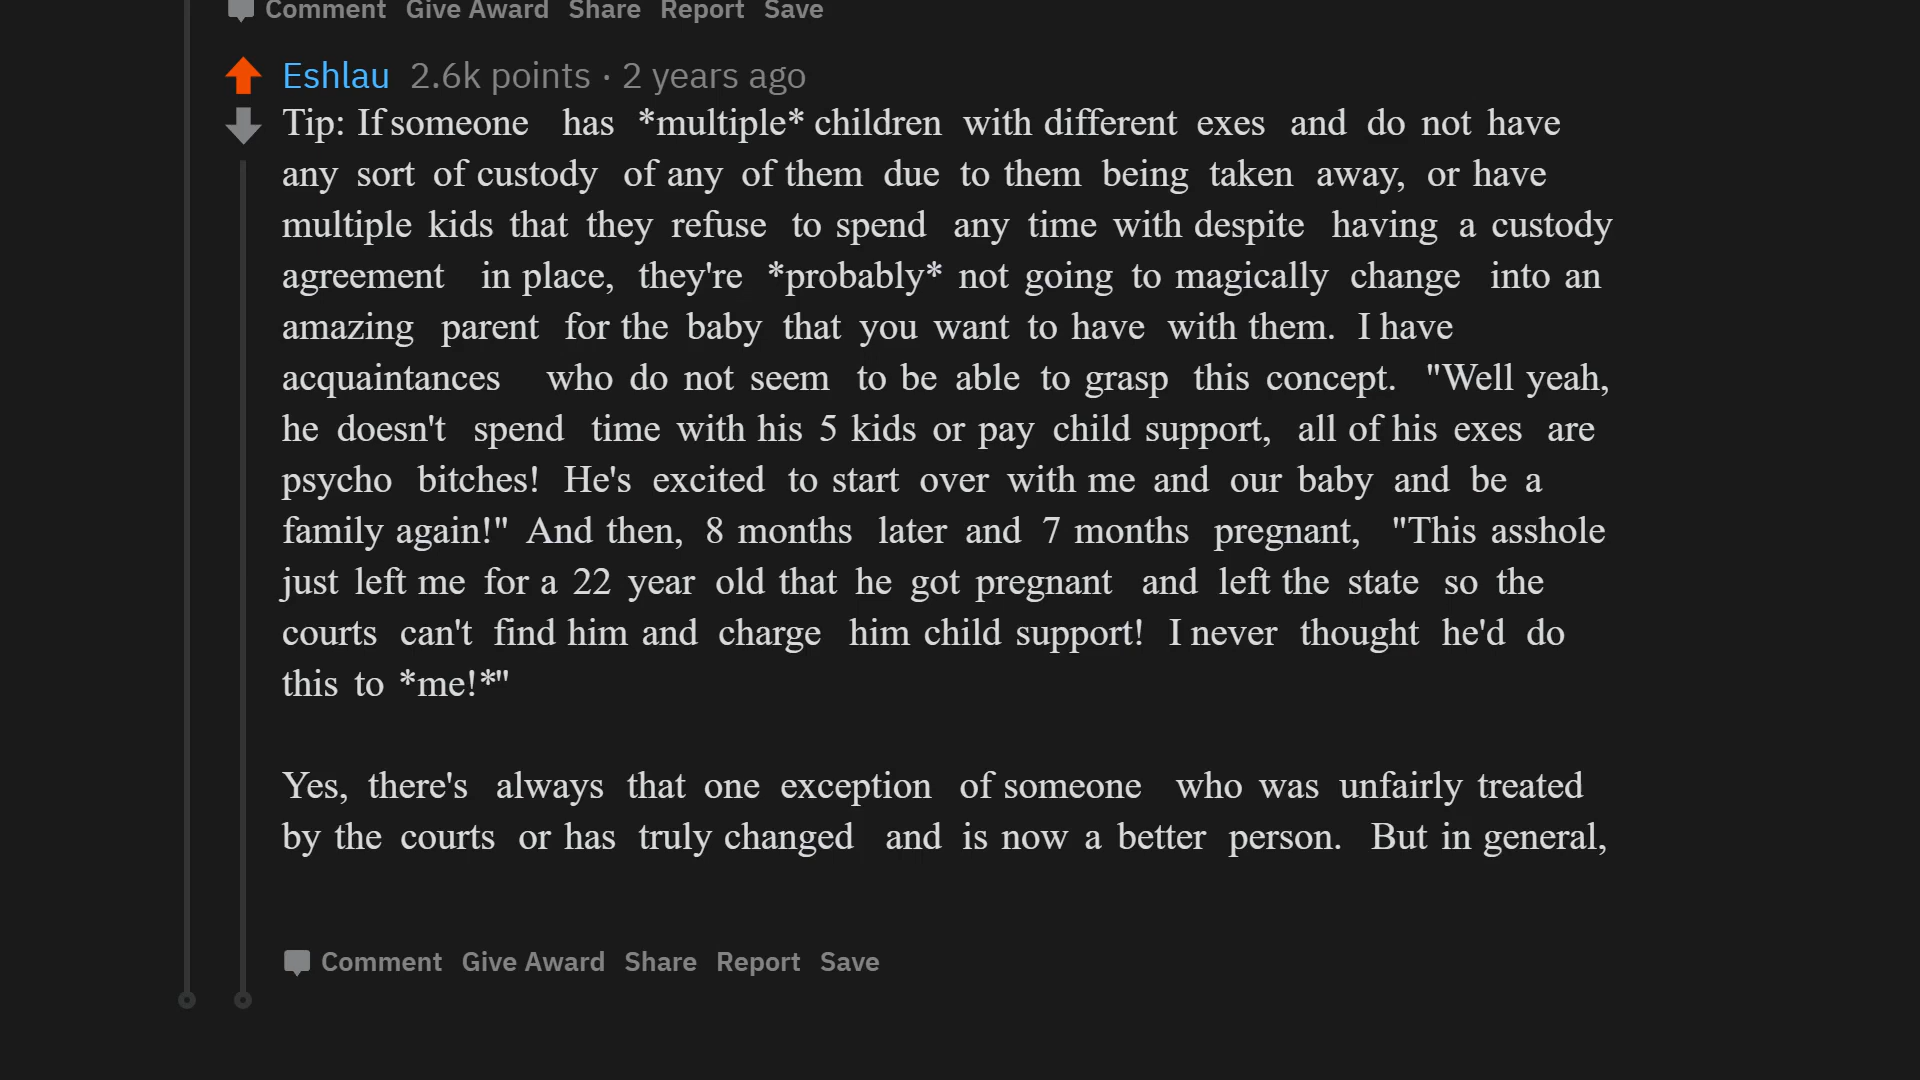 Comment Give Award Share Report Save
Eshlau 2.6k points · 2 years ago
Tip: If someone has *multiple* children with different exes and do not have
any sort of custody of any of them due to them being taken away, or have
multiple kids that they refuse to spend any time with despite having a custody
agreement in place, they're *probably* not going to magically change into an
amazing parent for the baby that you want to have with them. I have
acquaintances who do not seem to be able to grasp this concept. "Well yeah,
he doesn't spend time with his 5 kids or pay child support, all of his exes are
psycho bitches! He's excited to start over with me and our baby and be a
family again!" And then, 8 months later and 7 months pregnant, "This asshole
just left me for a 22 year old that he got pregnant and left the state so the
courts can't find him and charge him child support! I never thought he'd do
this to *me!*"
Yes, there's always that one exception of someone who was unfairly treated
by the courts or has truly changed and is now a better person. But in general,
Comment Give Award Share Report Save